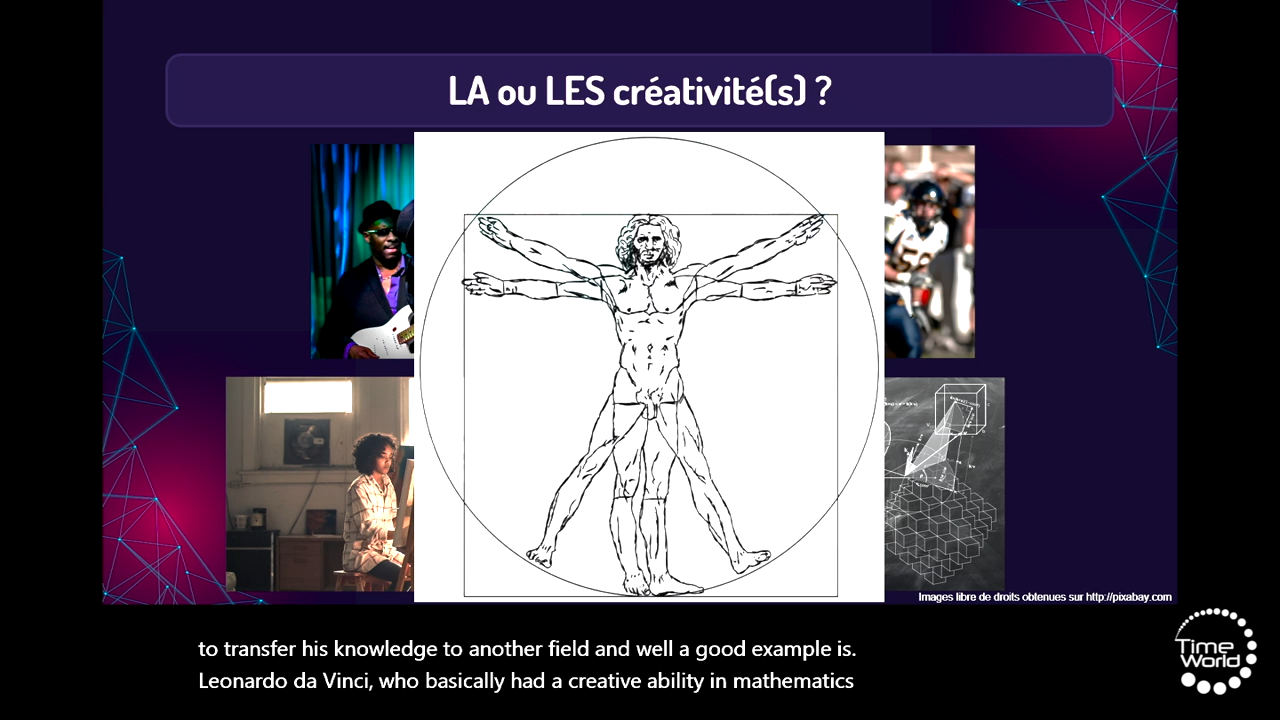 LA ou LES créativité(s) ?
Images libre de droits obtenues sur http://pixabay.com
to transfer his knowledge to another field and well a good example is.
Leonardo da Vinci, who basically had a creative ability in mathematics
Time
World